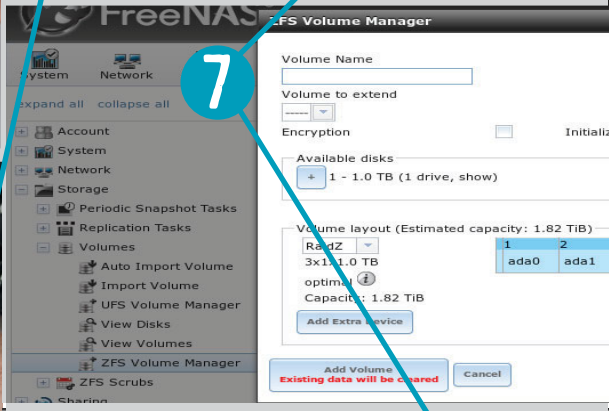 FreeNAS
ZFS Volume Manager
System
Network
7
expand all collapse all
Account
System
Network
Storage
Periodic Snapshot Tasks
Replication Tasks
Volumes
Auto Import Volume
Import Volume
UFS Volume Manager
View Disks
View Volumes
ZFS Volume Manager
ZFS Scrubs
Sharing
Volume Name
Volume to extend
-----
Encryption
Initializ
Available disks
+ 1 - 1.0 TB (1 drive, show)
Volume layout (Estimated capacity: 1.82 TiB)
RaidZ
3x1x1.0 TB
optimal
Capacity: 1.82 TiB
1 2
ada0 ada1
Add Extra Device
Add Volume
Existing data will be cleared
Cancel